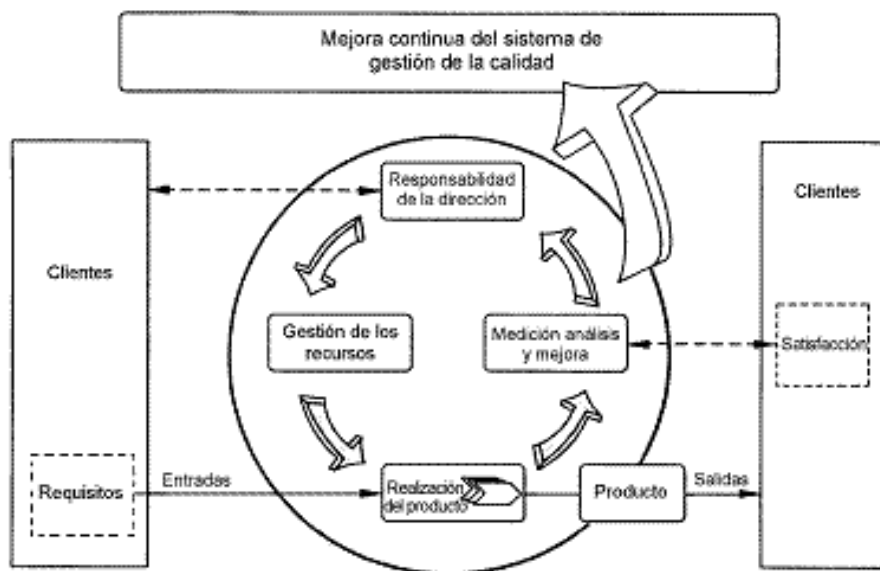 Mejora continua del sistema de
gestión de la calidad
Responsabilidad
de la dirección
Clientes
Clientes
Gestión de los
recursos
Medición análisis
y mejora
Satisfacción
Requisitos
Entradas
Realización
del producto
Producto
Salidas